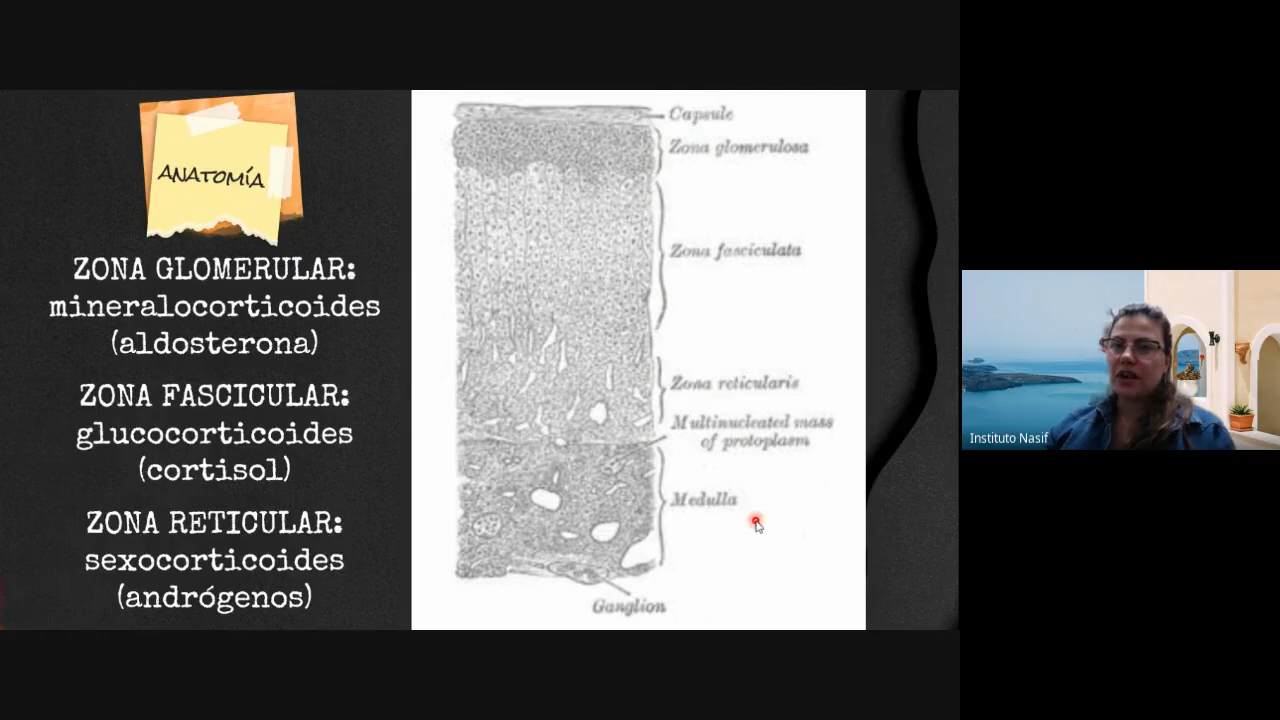 ANATOMÍA
ZONA GLOMERULAR:
mineralocorticoides
(aldosterona)
ZONA FASCICULAR:
glucocorticoides
(cortisol)
ZONA RETICULAR:
sexocorticoides
(andrógenos)
Capsule
Zona glomerulosa
Zona fasciculata
Zona reticularis
Multinucleated mass
of protoplasm
Medulla
Ganglion
Instituto Nasif